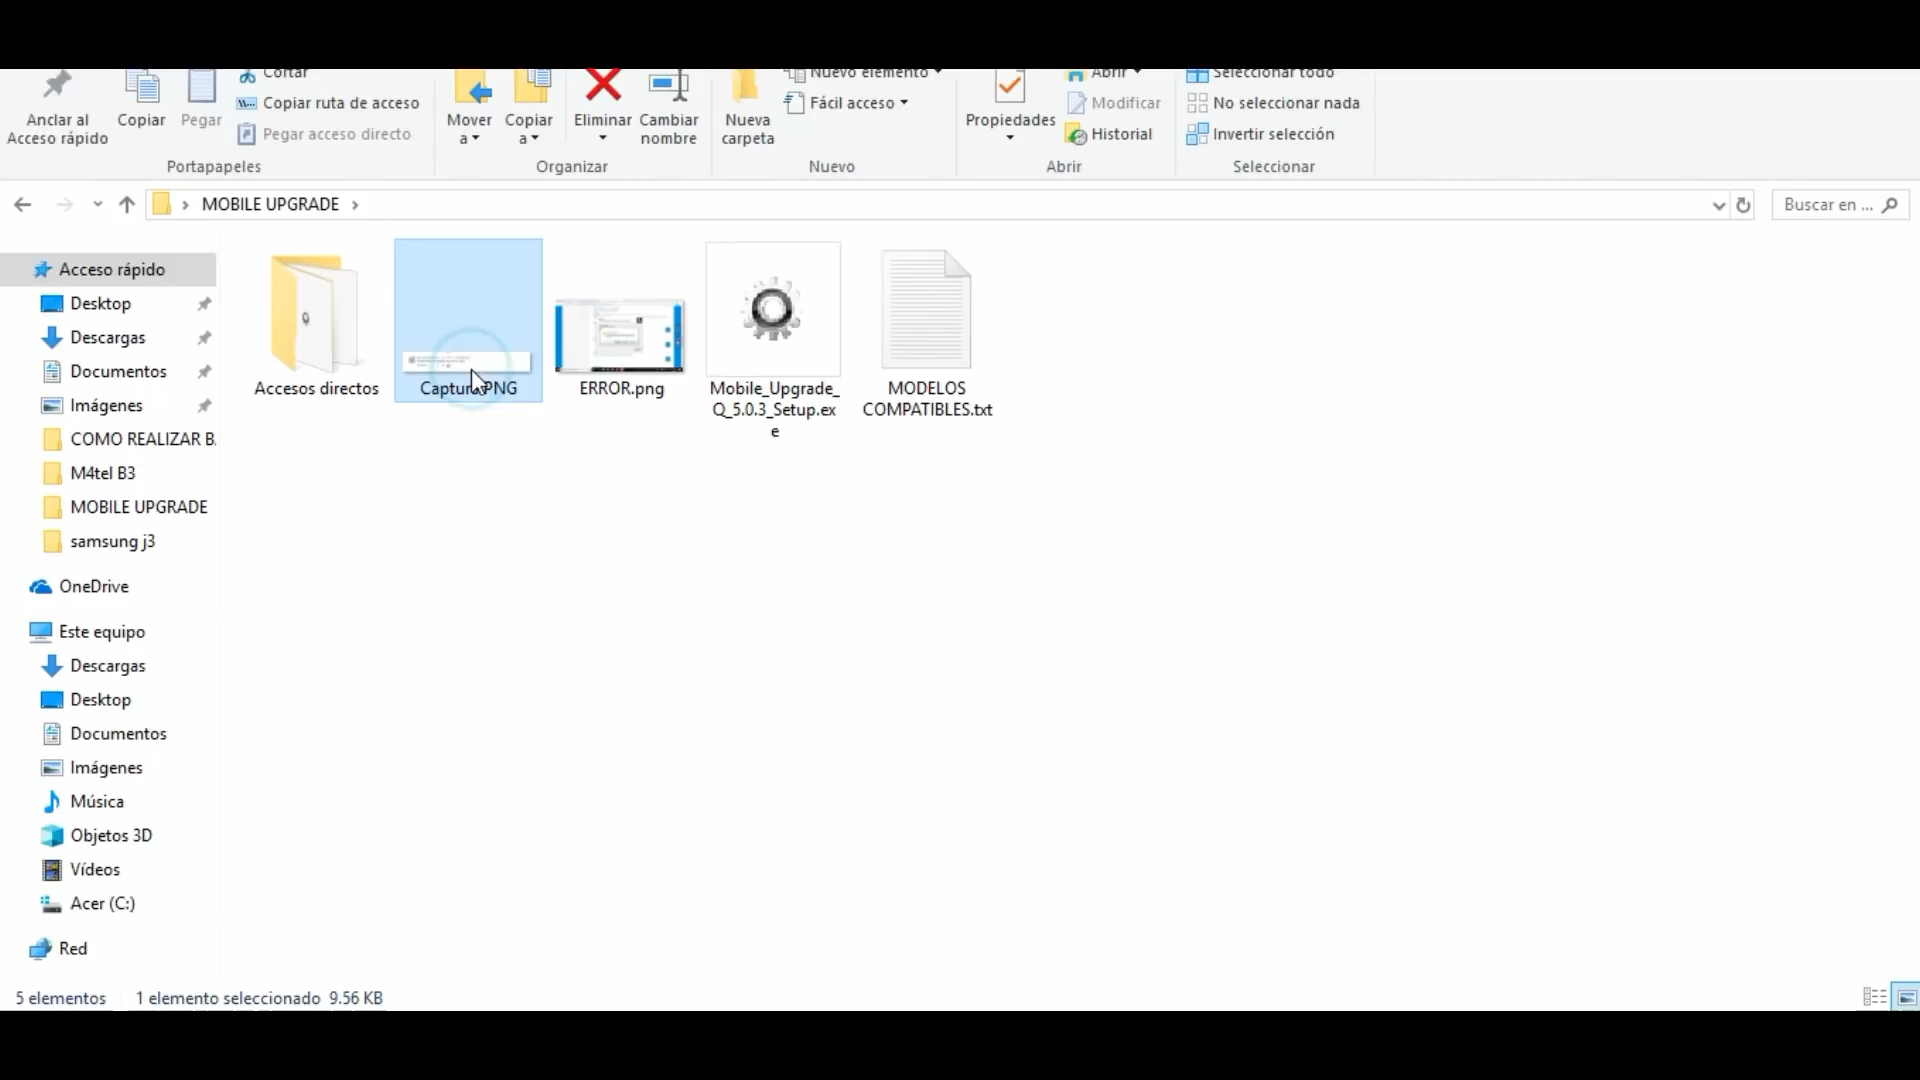 Cortar
Nuevo elemento
Abrir
Seleccionar todo
Copiar ruta de acceso
Fácil acceso
Modificar
No seleccionar nada
Anclar al
Acceso rápido
Copiar
Pegar
Pegar acceso directo
Mover
a
Copiar
a
Eliminar
Cambiar
nombre
Nueva
carpeta
Propiedades
Historial
Invertir selección
Portapapeles
Organizar
Nuevo
Abrir
Seleccionar
MOBILE UPGRADE
Buscar en ...
Acceso rápido
Desktop
Descargas
Documentos
Imágenes
COMO REALIZAR B
M4tel B3
MOBILE UPGRADE
samsung j3
OneDrive
Este equipo
Descargas
Desktop
Documentos
Imágenes
Música
Objetos 3D
Vídeos
Acer (C:)
Red
Accesos directos
Captura.PNG
ERROR.png
Mobile_Upgrade_
Q_5.0.3_Setup.ex
e
MODELOS
COMPATIBLES.txt
5 elementos
1 elemento seleccionado 9.56 KB